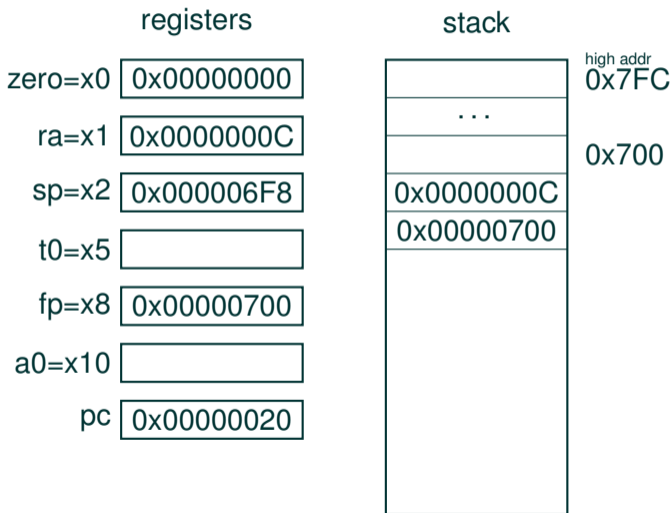 registers
zero=x0 0x00000000
ra=x1 0x0000000C
sp=x2 0x000006F8
t0=x5
fp=x8 0x00000700
a0=x10
pc 0x00000020
stack
high addr
0x7FC
...
0x700
0x0000000C
0x00000700